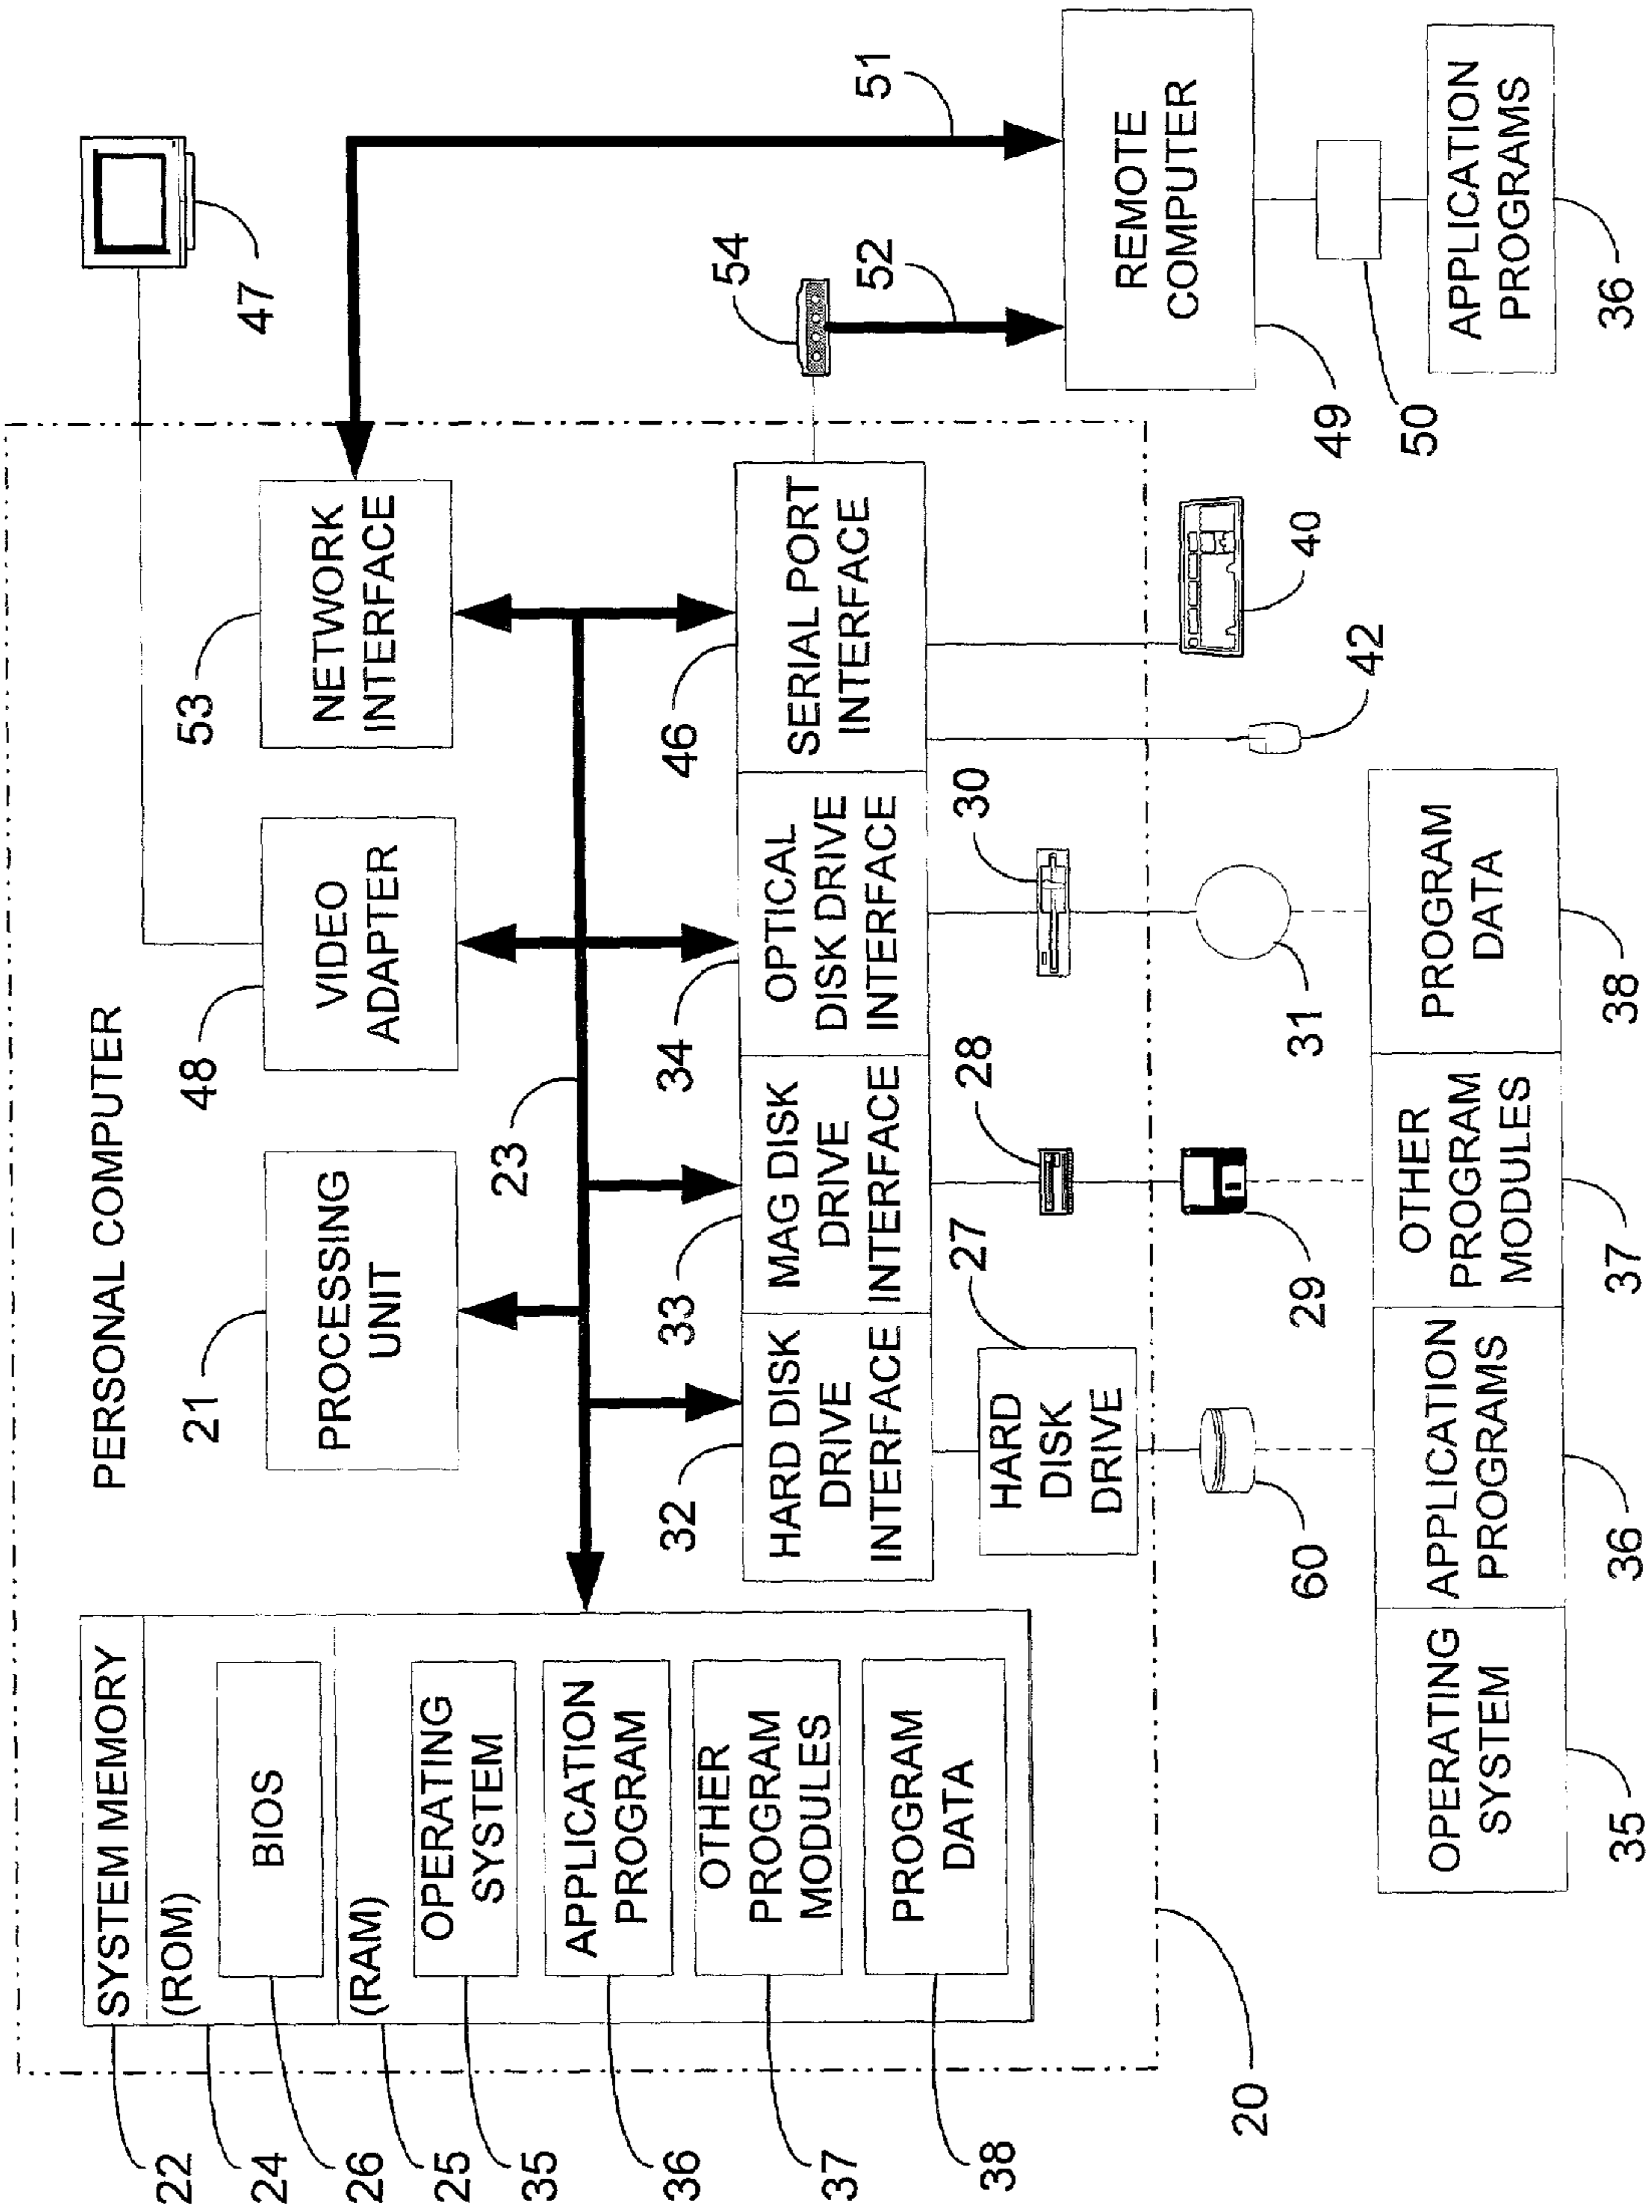 PERSONAL COMPUTER
22
SYSTEM MEMORY
24
(ROM)
26
BIOS
25
(RAM)
35
OPERATING
SYSTEM
36
APPLICATION
PROGRAM
37
OTHER
PROGRAM
MODULES
38
PROGRAM
DATA
21
PROCESSING
UNIT
48
VIDEO
ADAPTER
53
NETWORK
INTERFACE
47
23
32
HARD DISK
DRIVE
INTERFACE
33
MAG DISK
DRIVE
INTERFACE
34
OPTICAL
DISK DRIVE
INTERFACE
46
SERIAL PORT
INTERFACE
54
52
51
27
HARD
DISK
DRIVE
28
30
20
60
29
31
42
40
REMOTE
COMPUTER
49
50
OPERATING
SYSTEM
35
APPLICATION
PROGRAMS
36
OTHER
PROGRAM
MODULES
37
PROGRAM
DATA
38
APPLICATION
PROGRAMS
36